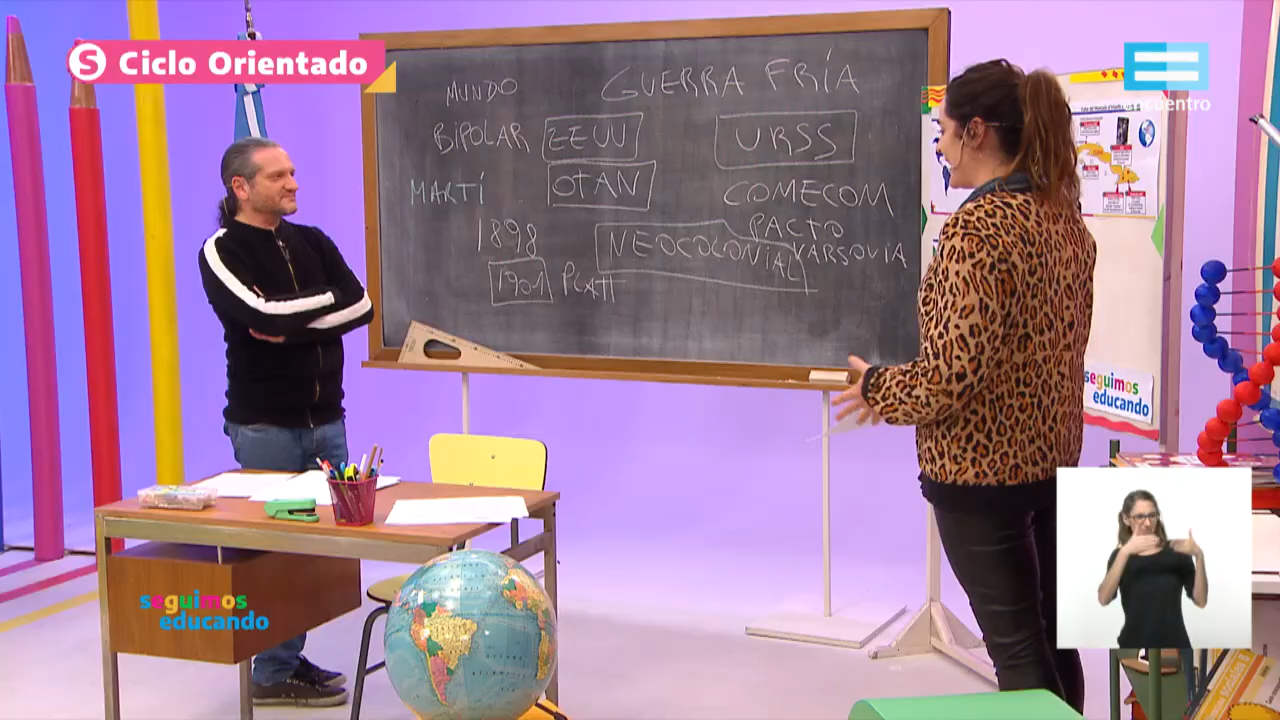 S Ciclo Orientado
encuentro
MUNDO
GUERRA FRÍA
BIPOLAR EEUU
URSS
MARTÍ
OTAN
COMECOM
PACTO
VARSOVIA
1898
NEOCOLONIAL
1901 PLATT
seguimos
educando
seguimos
educando